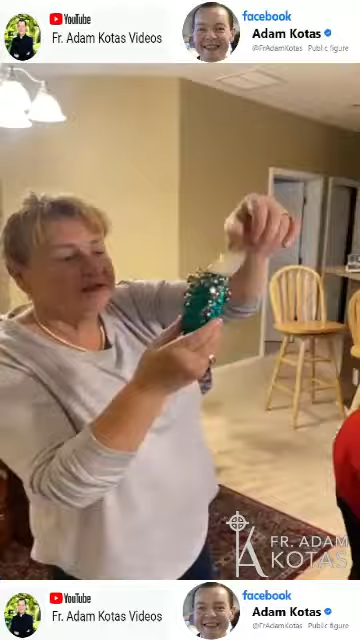 YouTube
Fr. Adam Kotas Videos
facebook
Adam Kotas
@FrAdamKotas · Public figure
FR. ADAM
KOTAS
YouTube
Fr. Adam Kotas Videos
facebook
Adam Kotas
@FrAdamKotas · Public figure